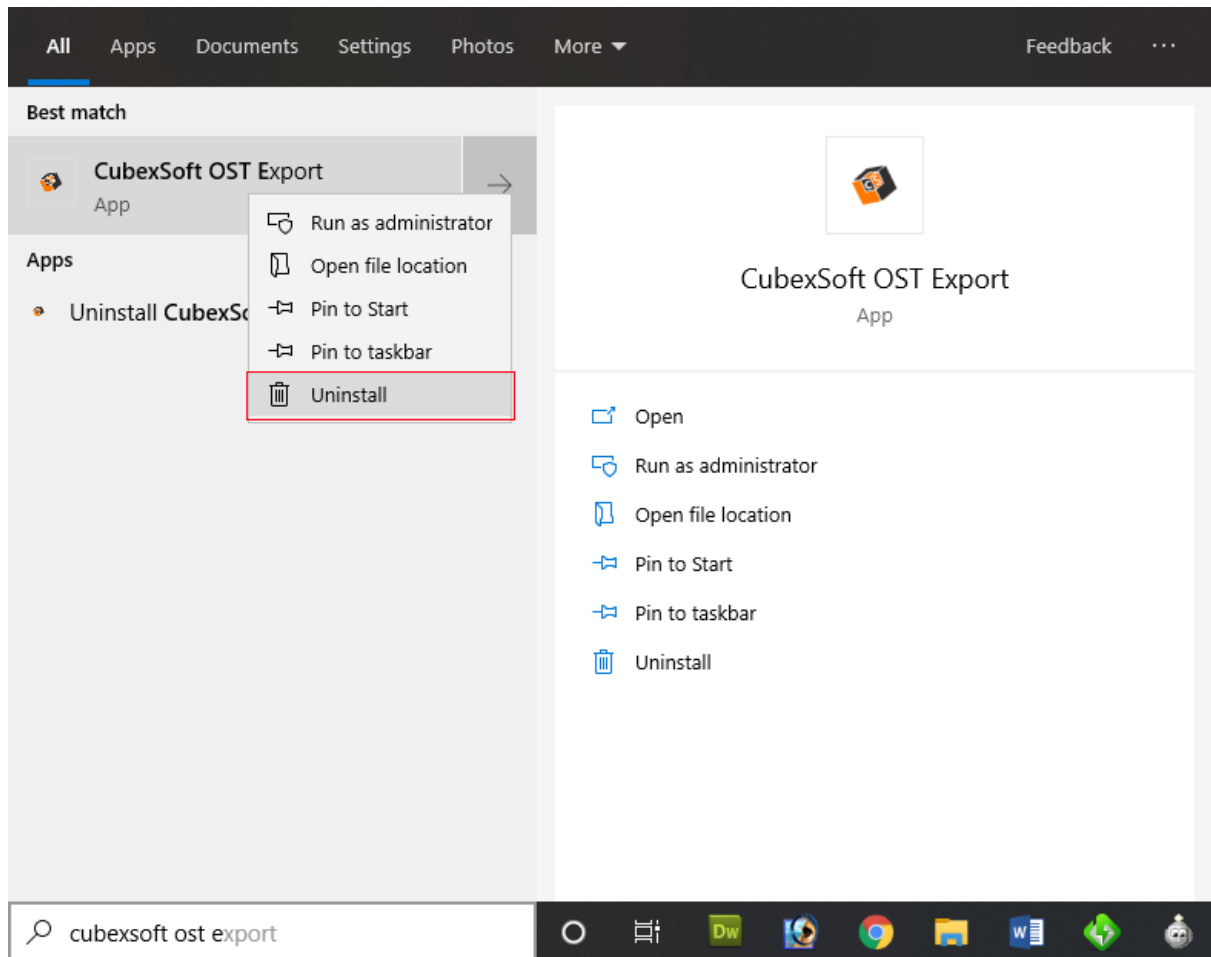 All Apps Documents Settings Photos More Feedback ...
Best match
CubexSoft OST Export
App
Apps
Uninstall CubexSo
Run as administrator
Open file location
Pin to Start
Pin to taskbar
Uninstall
CubexSoft OST Export
App
Open
Run as administrator
Open file location
Pin to Start
Pin to taskbar
Uninstall
cubexsoft ost export
Dw
W